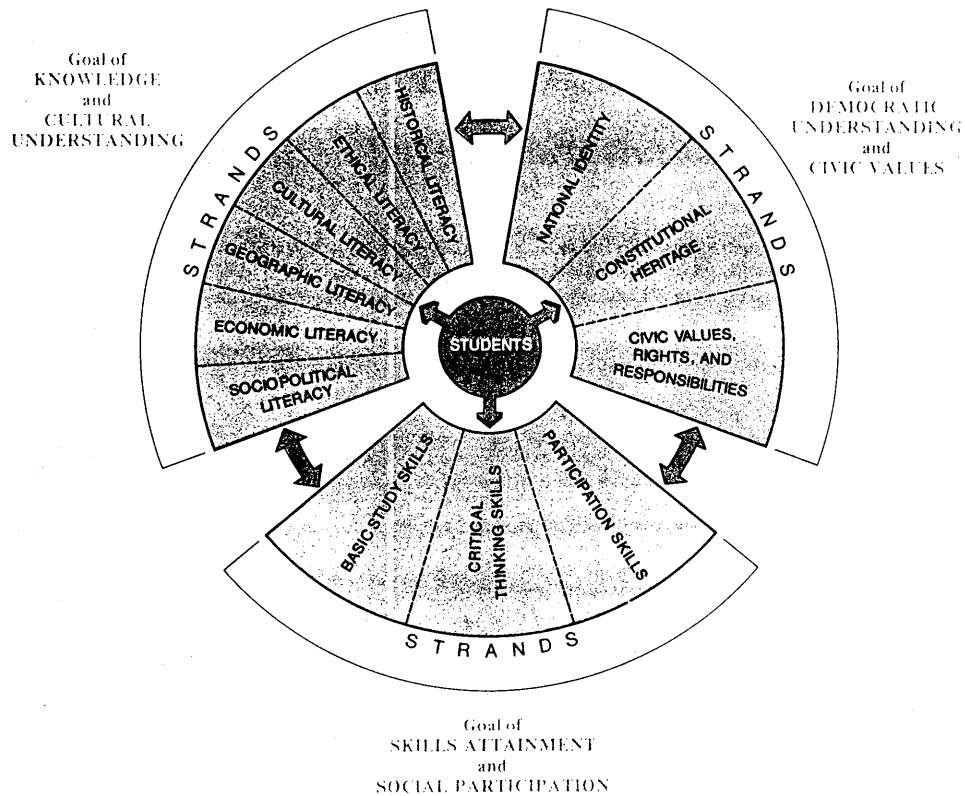 Goal of
KNOWLEDGE
and
CULTURAL
UNDERSTANDING
STRANDS
HISTORICAL LITERACY
ETHICAL LITERACY
CULTURAL LITERACY
GEOGRAPHIC LITERACY
ECONOMIC LITERACY
SOCIOPOLITICAL
LITERACY
Goal of
DEMOCRATIC
UNDERSTANDING
and
CIVIC VALUES
STRANDS
NATIONAL IDENTITY
CONSTITUTIONAL
HERITAGE
CIVIC VALUES,
RIGHTS, AND
RESPONSIBILITIES
STUDENTS
BASIC STUDY SKILLS
CRITICAL
THINKING SKILLS
PARTICIPATION SKILLS
STRANDS
Goal of
SKILLS ATTAINMENT
and
SOCIAL PARTICIPATION